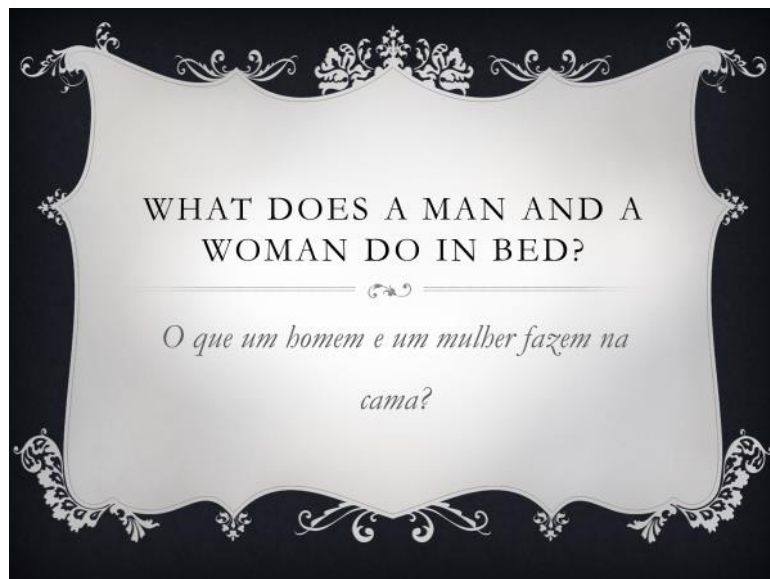 WHAT DOES A MAN AND A
WOMAN DO IN BED?
O que um homem e um mulher fazem na
cama?